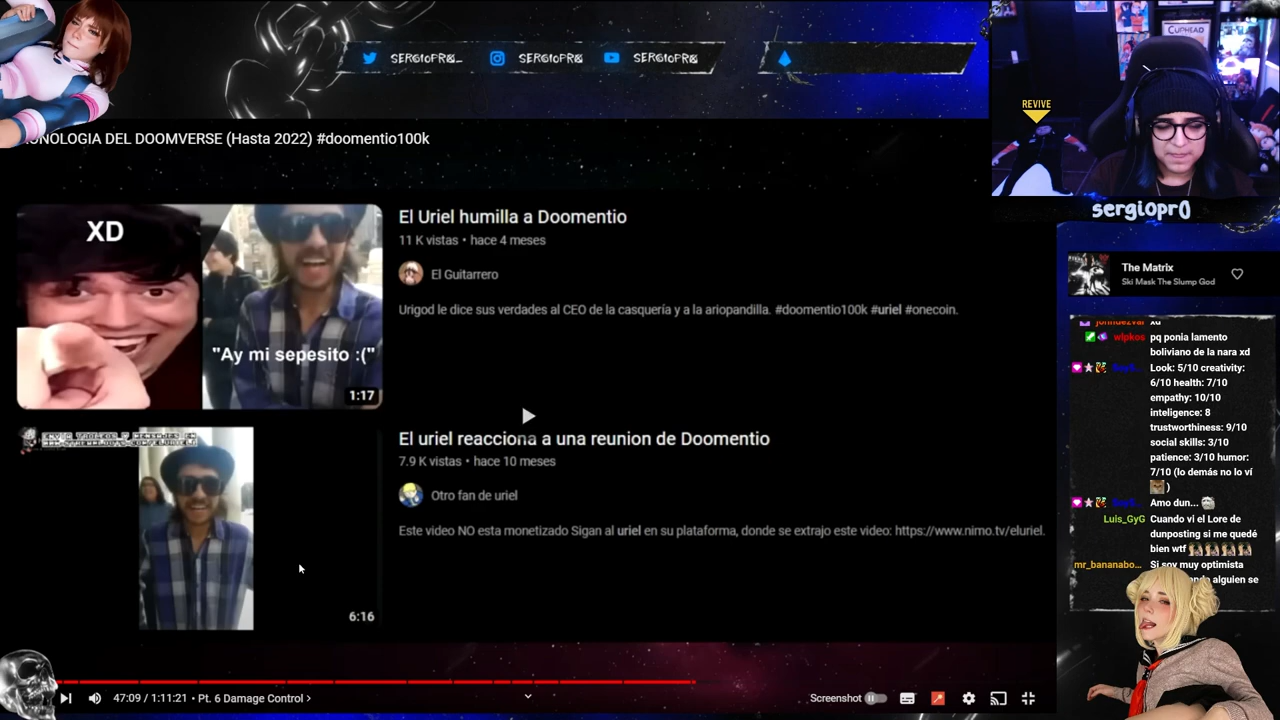 SERGIOPR0_
SERGIOPR0
SERGIOPR0
CUPHEAD
REVIVE
NOLOGIA DEL DOOMVERSE (Hasta 2022) #doomentio100k
sergiopr0
XD
"Ay mi sepesito :("
1:17
El Uriel humilla a Doomentio
11 K vistas • hace 4 meses
El Guitarrero
Urigod le dice sus verdades al CEO de la casquería y a la ariopandilla. #doomentio100k #uriel #onecoin.
The Matrix
Ski Mask The Slump God
xd
wlpkos pq ponia lamento
boliviano de la nara xd
Look: 5/10 creativity:
6/10 health: 7/10
empathy: 10/10
inteligence: 8
trustworthiness: 9/10
social skills: 3/10
patience: 3/10 humor:
7/10 (lo demás no lo ví
)
Amo dun...
Luis_GyG Cuando vi el Lore de
dunposting si me quedé
bien wtf
mr_bananabo... Si soy muy optimista
alguien se
6:16
El uriel reacciona a una reunion de Doomentio
7.9 K vistas • hace 10 meses
Otro fan de uriel
Este video NO esta monetizado Sigan al uriel en su plataforma, donde se extrajo este video: https://www.nimo.tv/eluriel.
47:09 / 1:11:21 • Pt. 6 Damage Control >
Screenshot